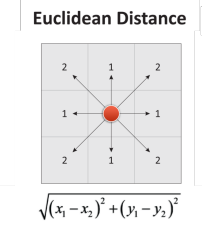 Euclidean Distance
2 1 2
1 1
2 1 2
√(x₁ − x₂)² + (y₁ − y₂)²